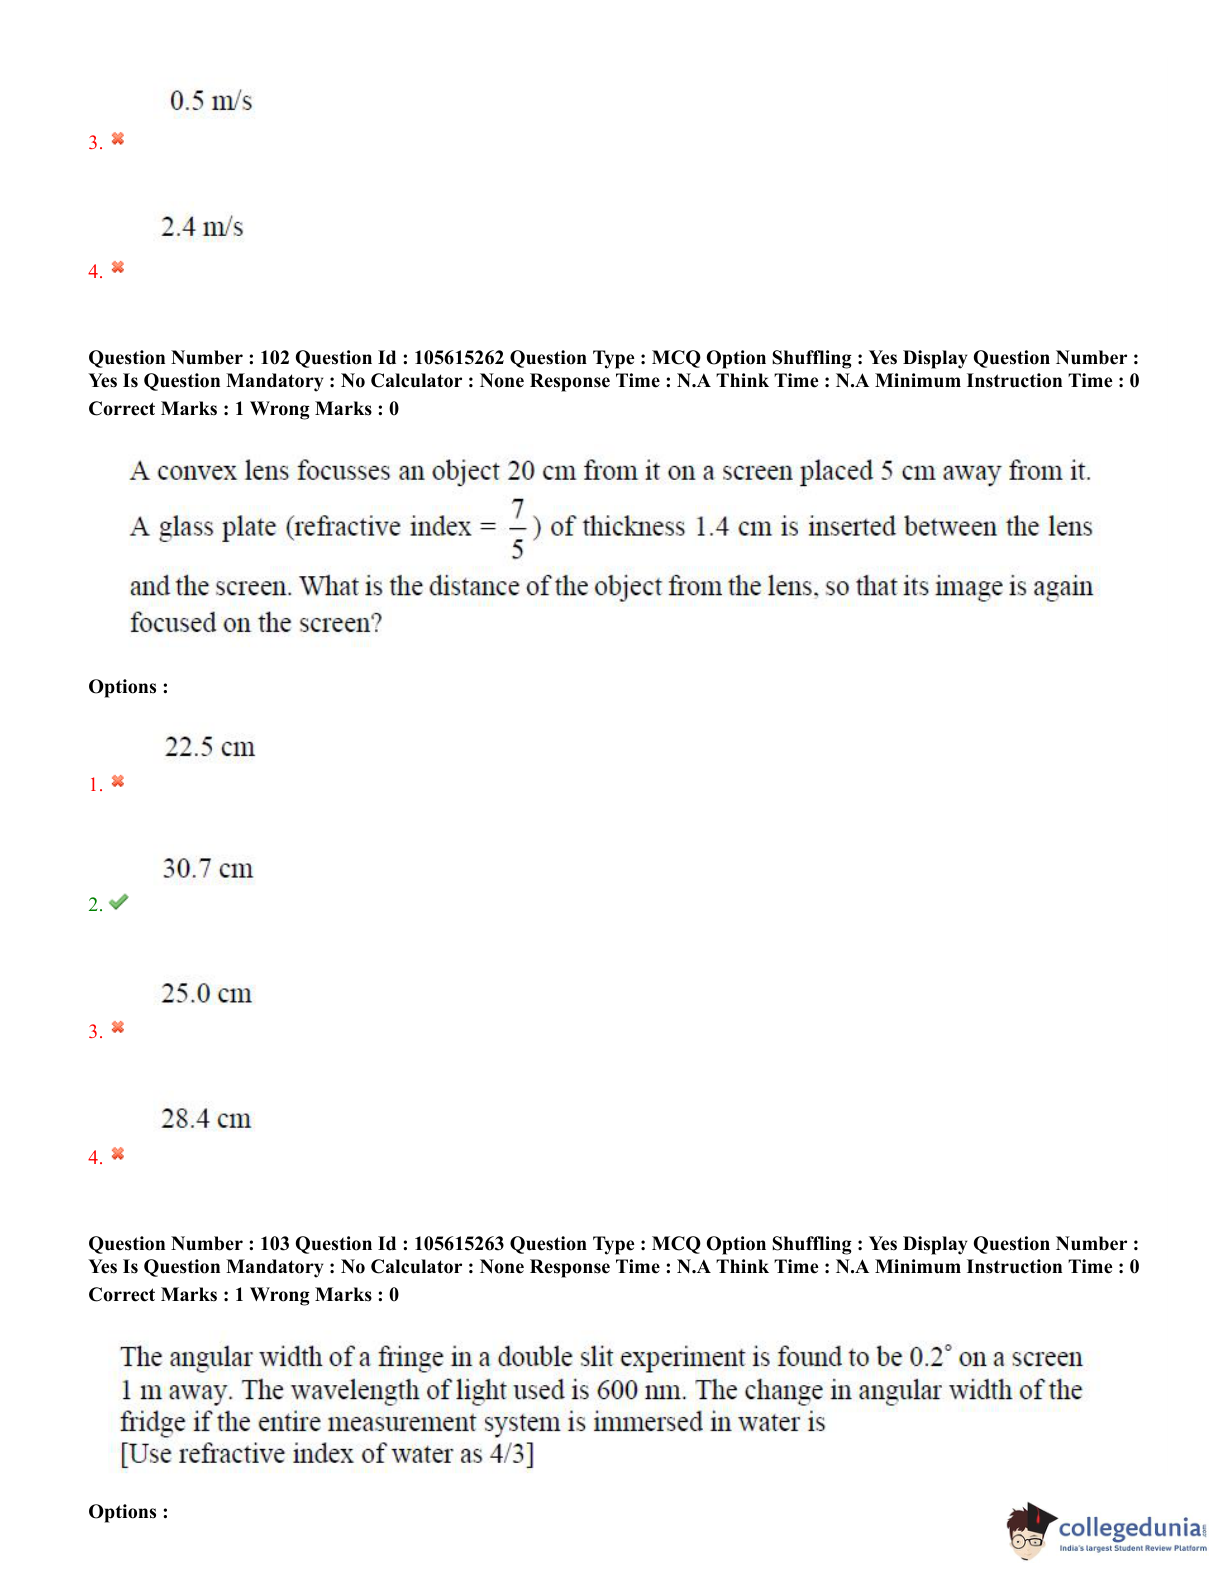 0.5 m/s
3.
2.4 m/s
4.
Question Number : 102 Question Id : 105615262 Question Type : MCQ Option Shuffling : Yes Display Question Number :
Yes Is Question Mandatory : No Calculator : None Response Time : N.A Think Time : N.A Minimum Instruction Time : 0
Correct Marks : 1 Wrong Marks : 0
A convex lens focusses an object 20 cm from it on a screen placed 5 cm away from it.
A glass plate (refractive index = 7/5) of thickness 1.4 cm is inserted between the lens
and the screen. What is the distance of the object from the lens, so that its image is again
focused on the screen?
Options :
22.5 cm
1.
30.7 cm
2.
25.0 cm
3.
28.4 cm
4.
Question Number : 103 Question Id : 105615263 Question Type : MCQ Option Shuffling : Yes Display Question Number :
Yes Is Question Mandatory : No Calculator : None Response Time : N.A Think Time : N.A Minimum Instruction Time : 0
Correct Marks : 1 Wrong Marks : 0
The angular width of a fringe in a double slit experiment is found to be 0.2° on a screen
1 m away. The wavelength of light used is 600 nm. The change in angular width of the
fridge if the entire measurement system is immersed in water is
[Use refractive index of water as 4/3]
Options :
collegedunia
India's largest Student Review Platform